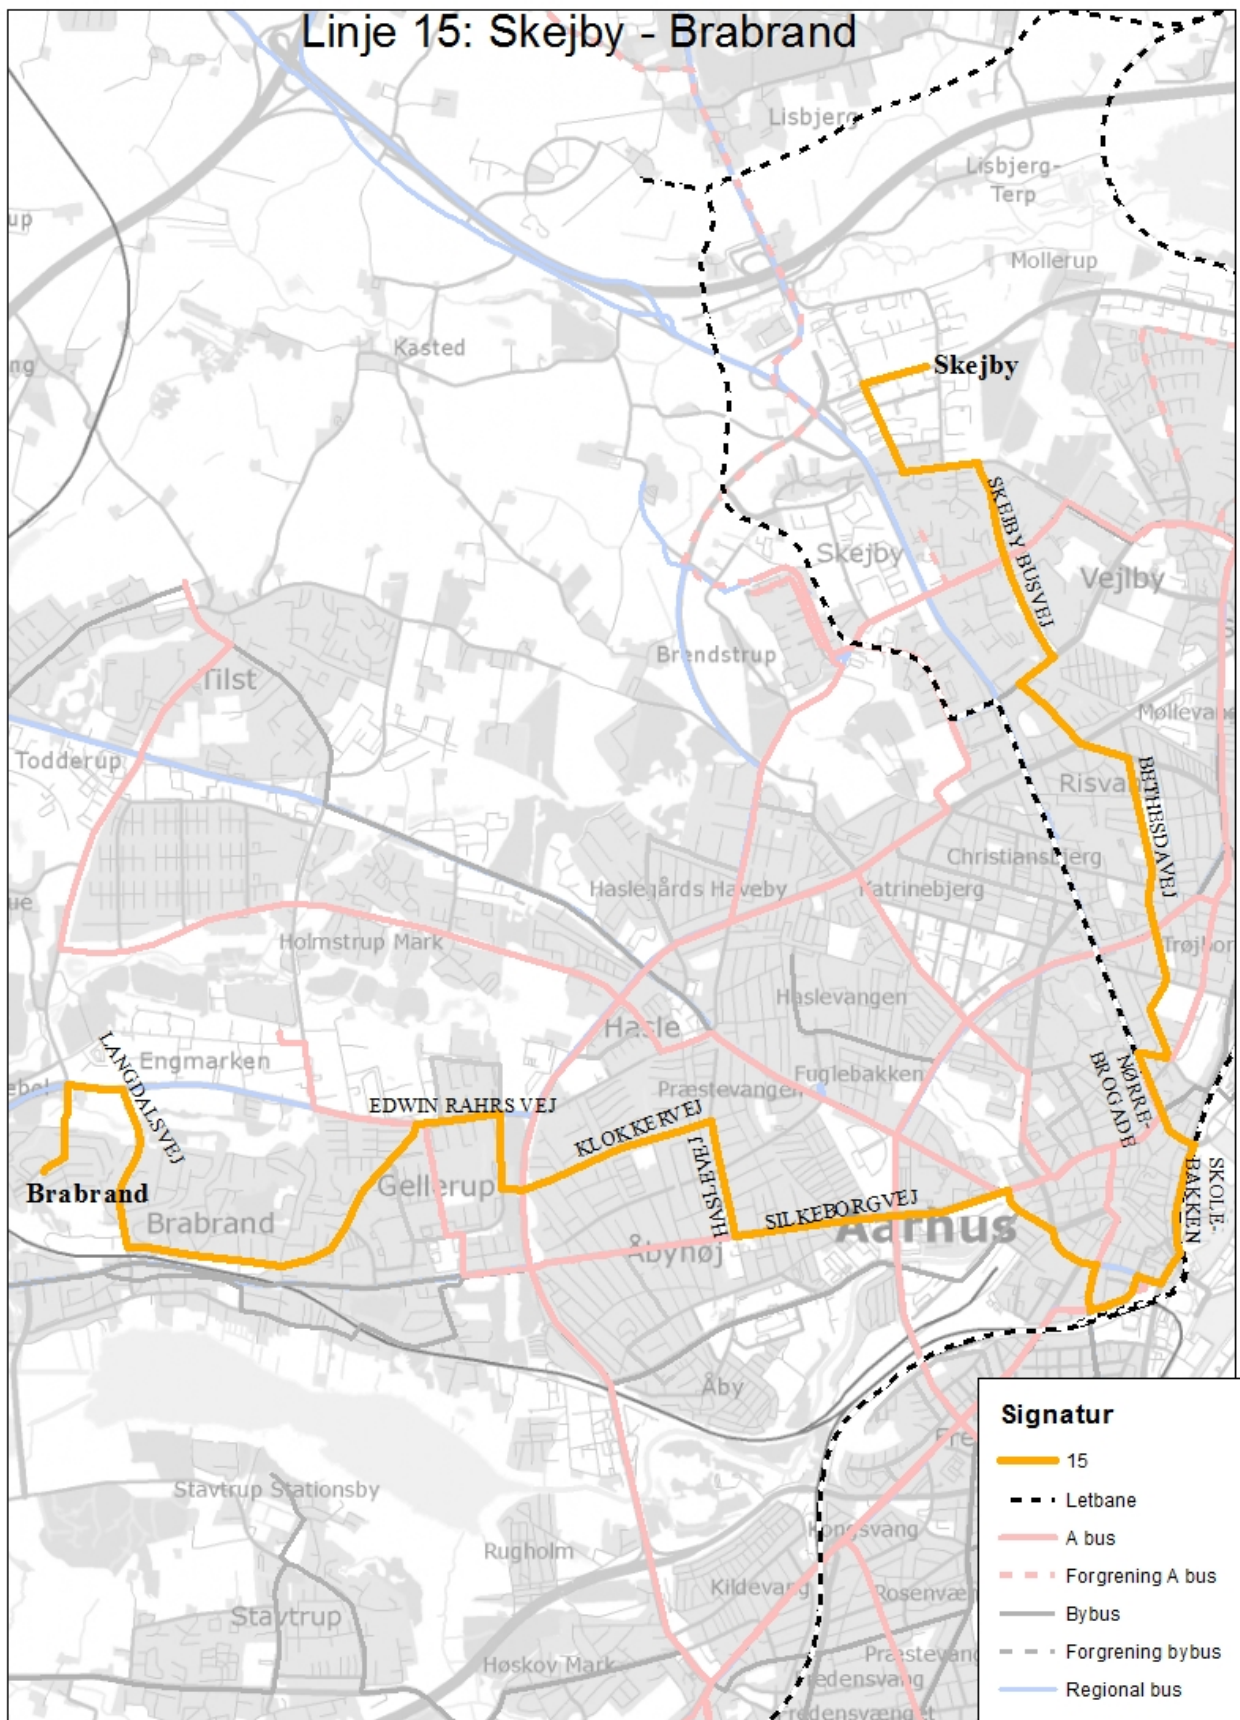 Linje 15: Skejby - Brabrand
Lisbjerg
Lisbjerg-
Terp
Mollerup
Kasted
Skejby
SKEJBY BUSVEJ
Skejby
Vejlby
Brendstrup
Tilst
Todderup
Risvang
BETHESDAVEJ
Christiansbjerg
Haslegårds Haveby
Katrinebjerg
Holmstrup Mark
Haslevangen
Hasle
LANGDALSVEJ
Engmarken
Præstevangen
Fuglebakken
NØRRE-
BROGADE
EDWIN RAHRS VEJ
KLOKKERVEJ
HASLEVEJ
SKOLE-
BAKKEN
Brabrand
Gellerup
Brabrand
SILKEBORGVEJ
Aarhus
Åbyhøj
Åby
Stavtrup Stationsby
Rugholm
Kongsvang
Kildevang
Stavtrup
Høskov Mark
Signatur
15
Letbane
A bus
Forgrening A bus
Bybus
Forgrening bybus
Regional bus